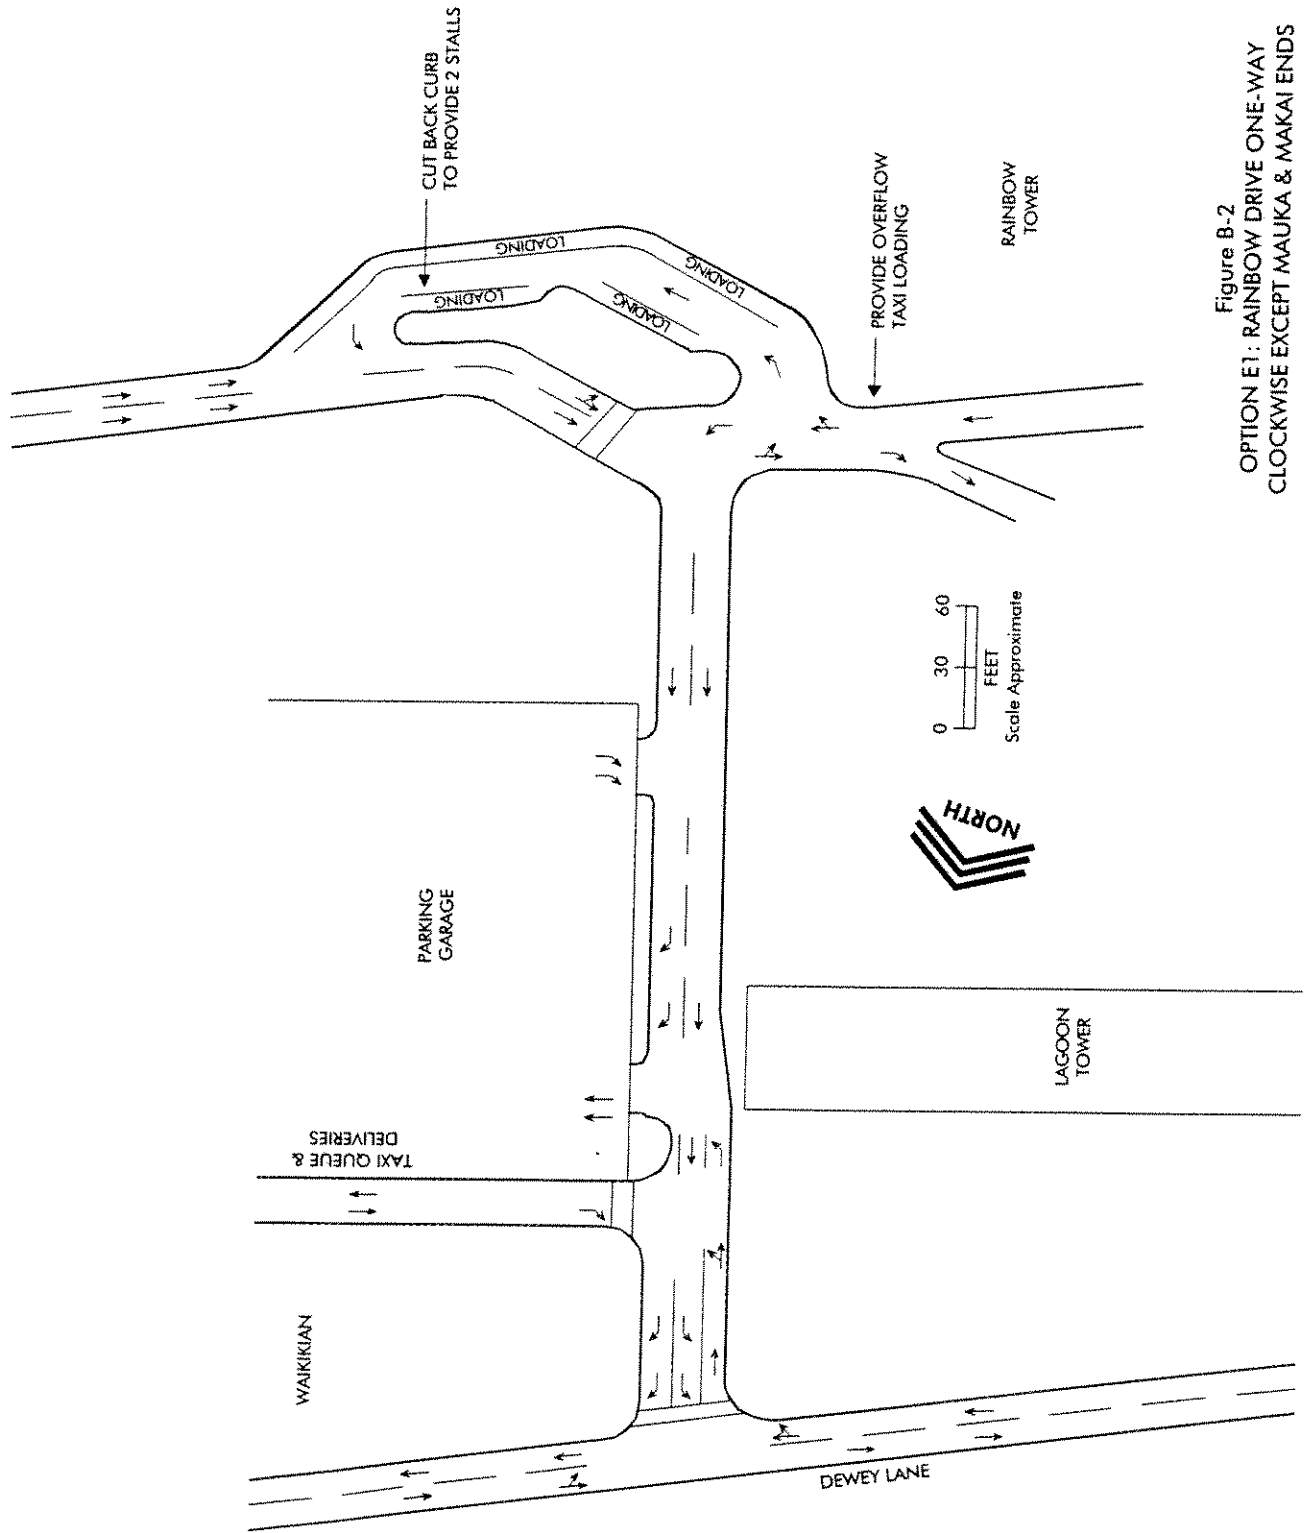 CUT BACK CURB
TO PROVIDE 2 STALLS
LOADING
LOADING
LOADING
LOADING
PROVIDE OVERFLOW
TAXI LOADING
RAINBOW
TOWER
PARKING
GARAGE
TAXI QUEUE &
DELIVERIES
WAIKIKIAN
LAGOON
TOWER
DEWEY LANE
NORTH
0 30 60
FEET
Scale Approximate
Figure B-2
OPTION E1: RAINBOW DRIVE ONE-WAY
CLOCKWISE EXCEPT MAUKA & MAKAI ENDS